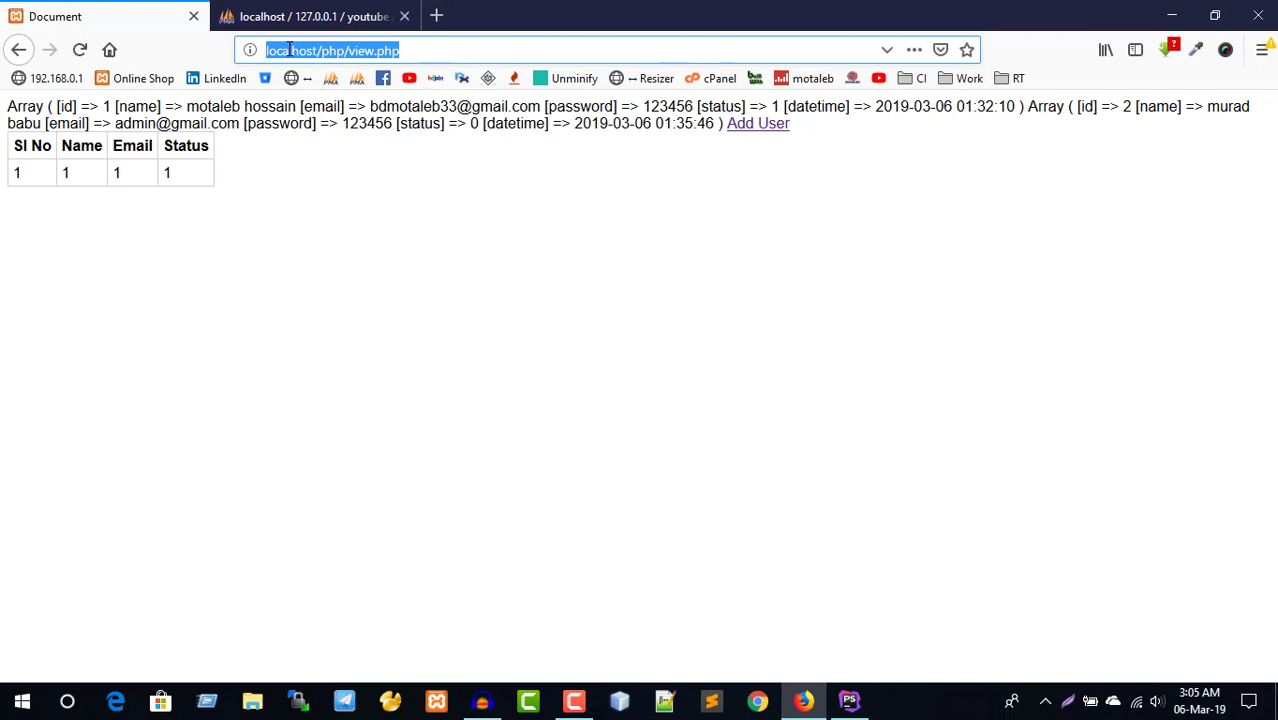 Document
localhost / 127.0.0.1 / youtube
localhost/php/view.php
192.168.0.1 Online Shop LinkedIn Unminify Resizer cPanel motaleb CI Work RT
Array ( [id] => 1 [name] => motaleb hossain [email] => bdmotaleb33@gmail.com [password] => 123456 [status] => 1 [datetime] => 2019-03-06 01:32:10 ) Array ( [id] => 2 [name] => murad
babu [email] => admin@gmail.com [password] => 123456 [status] => 0 [datetime] => 2019-03-06 01:35:46 ) Add User
Sl No Name Email Status
1 1 1 1
3:05 AM
06-Mar-19